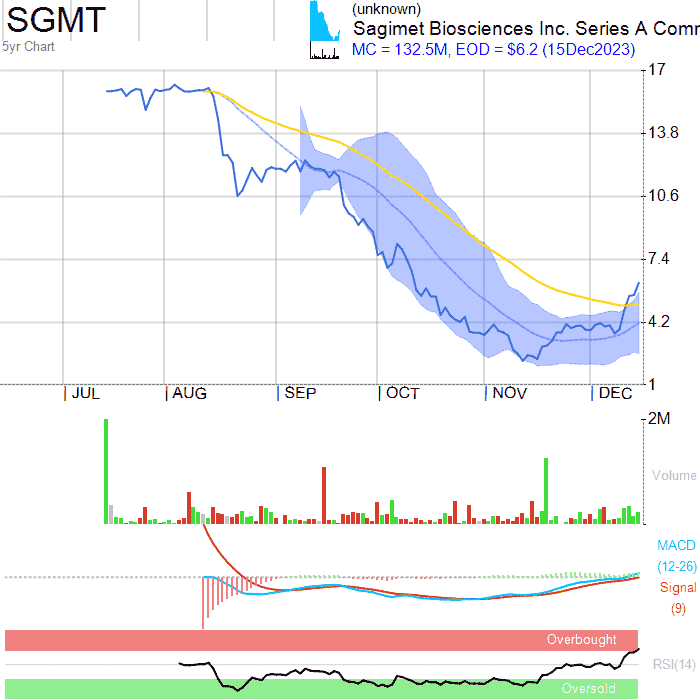 SGMT
5yr Chart
(unknown)
Sagimet Biosciences Inc. Series A Comm
MC = 132.5M, EOD = $6.2 (15Dec2023)
17
13.8
10.6
7.4
4.2
1
JUL AUG SEP OCT NOV DEC
2M
Volume
MACD
(12-26)
Signal
(9)
Overbought
RSI(14)
Oversold